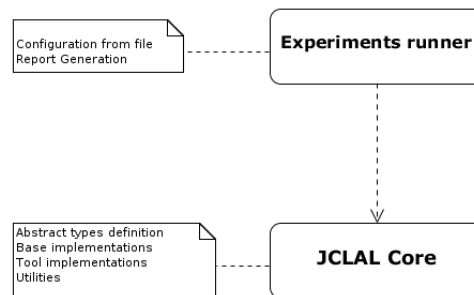 Configuration from file
Report Generation
Experiments runner
Abstract types definition
Base implementations
Tool implementations
Utilities
JCLAL Core